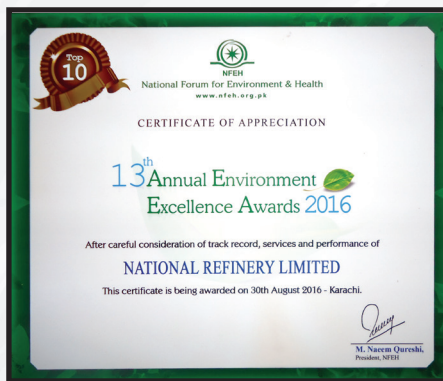 Top
10
NFEH
National Forum for Environment & Health
www.nfeh.org.pk
CERTIFICATE OF APPRECIATION
13th Annual Environment
Excellence Awards 2016
After careful consideration of track record, services and performance of
NATIONAL REFINERY LIMITED
This certificate is being awarded on 30th August 2016 - Karachi.
M. Naeem Qureshi,
President, NFEH